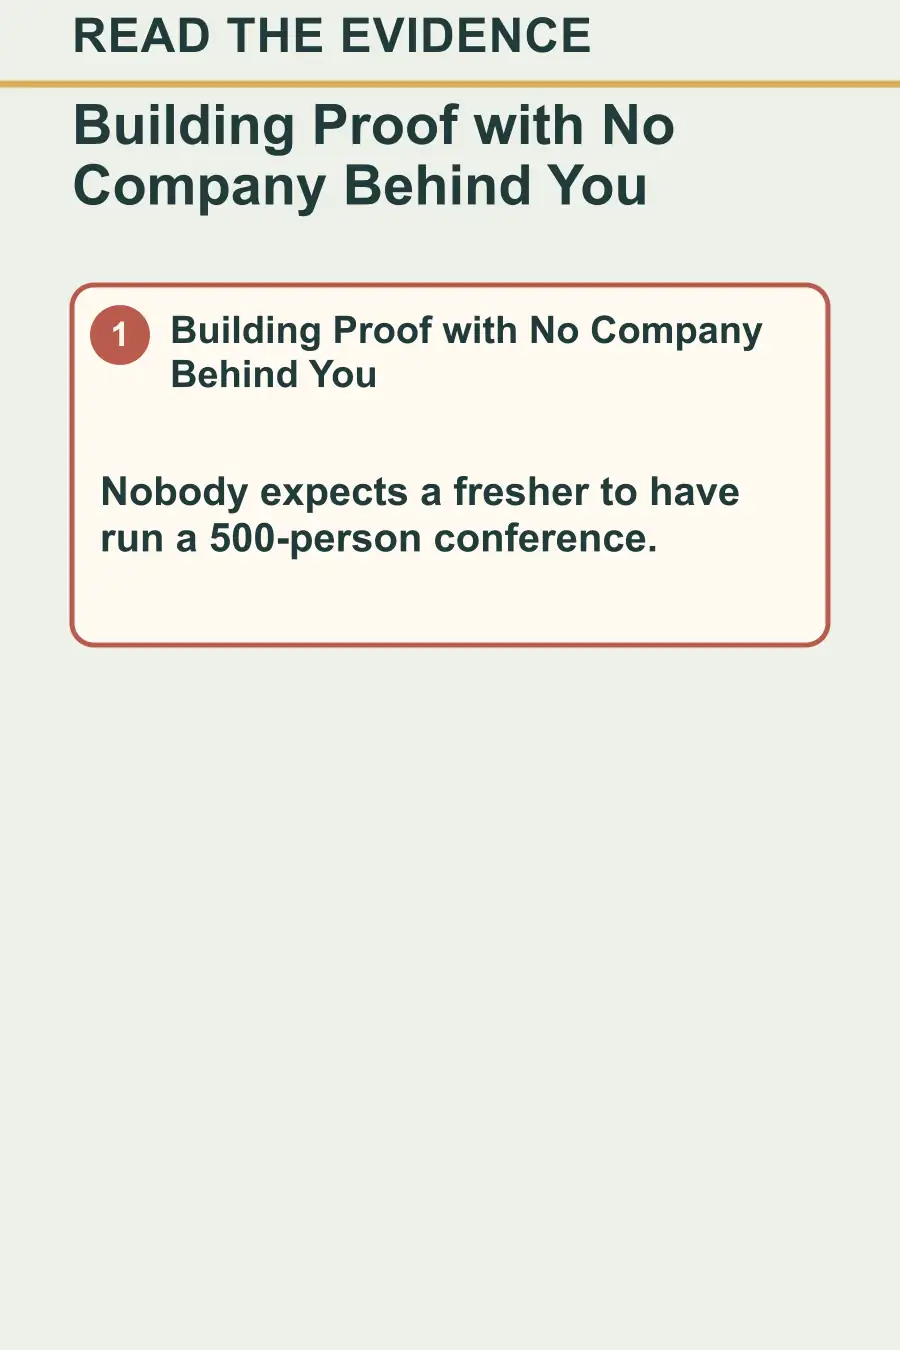 READ THE EVIDENCE
Building Proof with No
Company Behind You
1
Building Proof with No Company
Behind You
Nobody expects a fresher to have
run a 500-person conference.